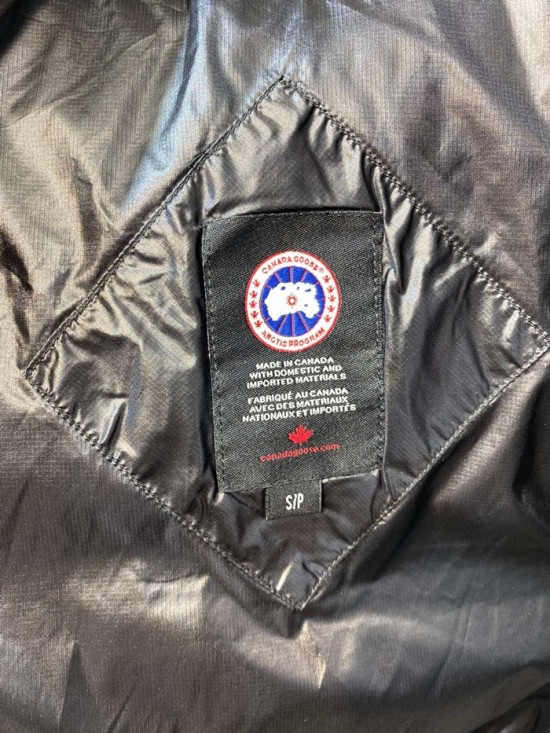 CANADA GOOSE®
ARCTIC PROGRAM
MADE IN CANADA
WITH DOMESTIC AND
IMPORTED MATERIALS
FABRIQUÉ AU CANADA
AVEC DES MATERIAUX
NATIONAUX ET IMPORTÉS
canadagoose.com
S/P